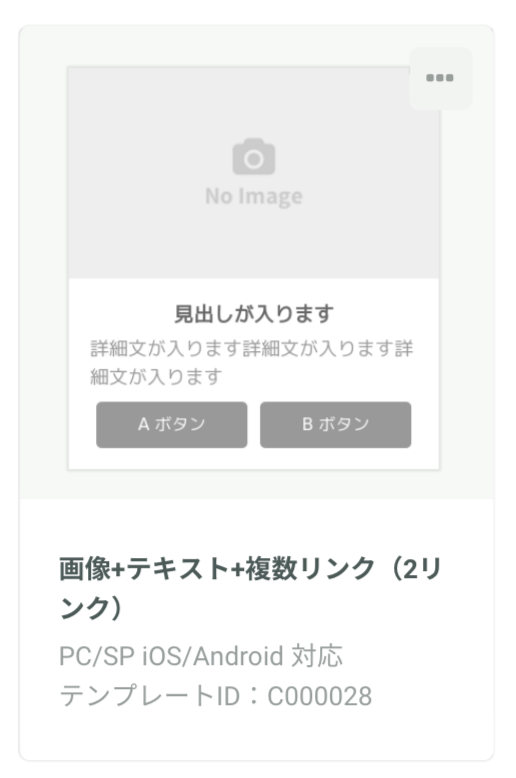 No Image
見出しが入ります
詳細文が入ります詳細文が入ります詳
細文が入ります
A ボタン
B ボタン
画像+テキスト+複数リンク（2リ
ンク）
PC/SP iOS/Android 対応
テンプレートID：C000028